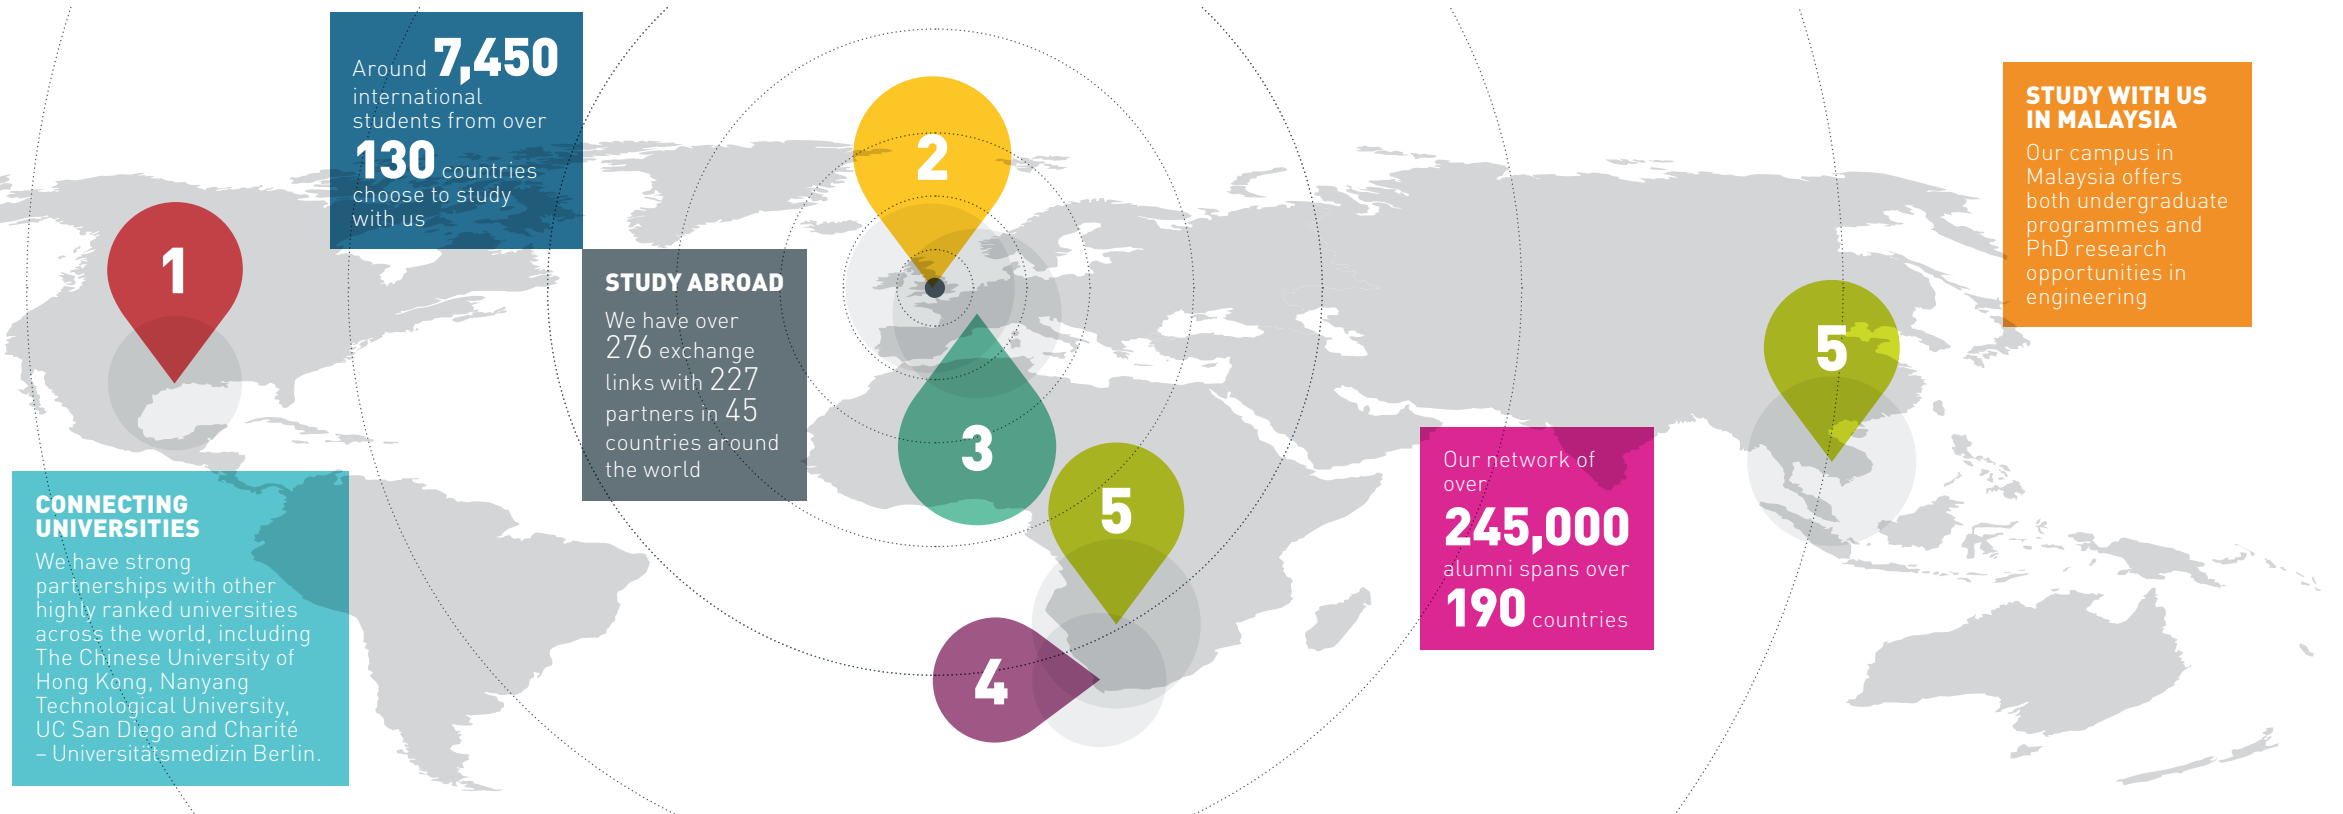 Around 7,450
international
students from over
130 countries
choose to study
with us
1
2
STUDY WITH US
IN MALAYSIA
Our campus in
Malaysia offers
both undergraduate
programmes and
PhD research
opportunities in
engineering
STUDY ABROAD
We have over
276 exchange
links with 227
partners in 45
countries around
the world
5
3
5
4
Our network of
over
245,000
alumni spans over
190 countries
CONNECTING
UNIVERSITIES
We have strong
partnerships with other
highly ranked universities
across the world, including
The Chinese University of
Hong Kong, Nanyang
Technological University,
UC San Diego and Charité
– Universitätsmedizin Berlin.